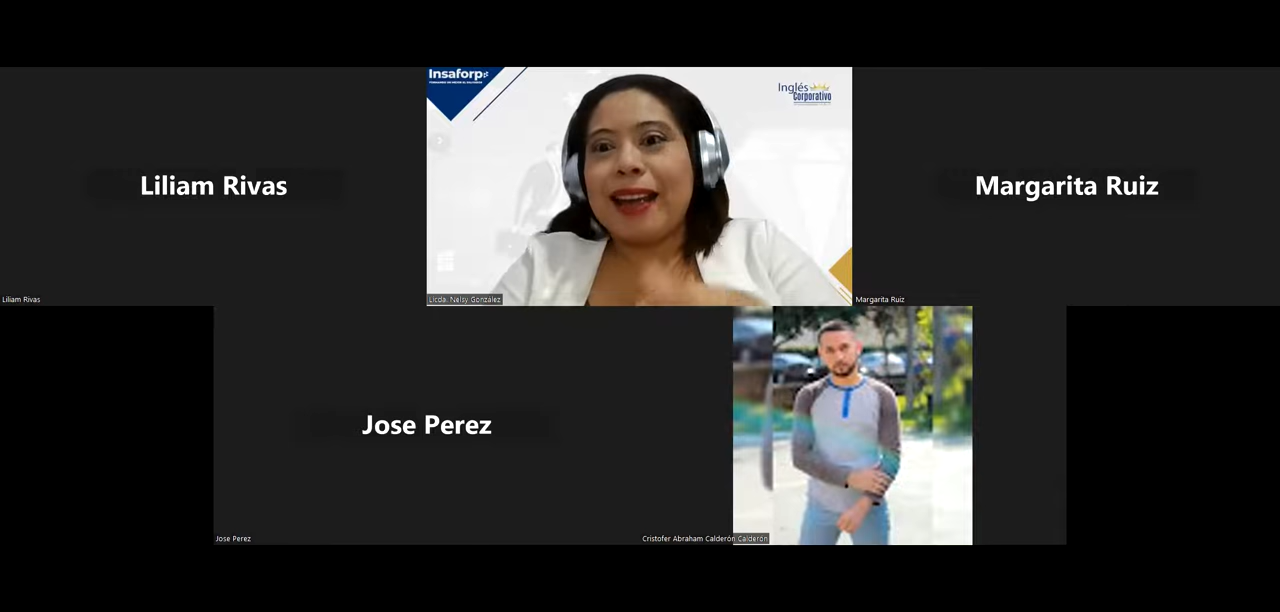 Insaforp
Inglés
Corporativo
Liliam Rivas
Margarita Ruiz
Liliam Rivas
Licda. Nelsy González
Margarita Ruiz
Jose Perez
Jose Perez
Cristofer Abraham Calderón Calderón